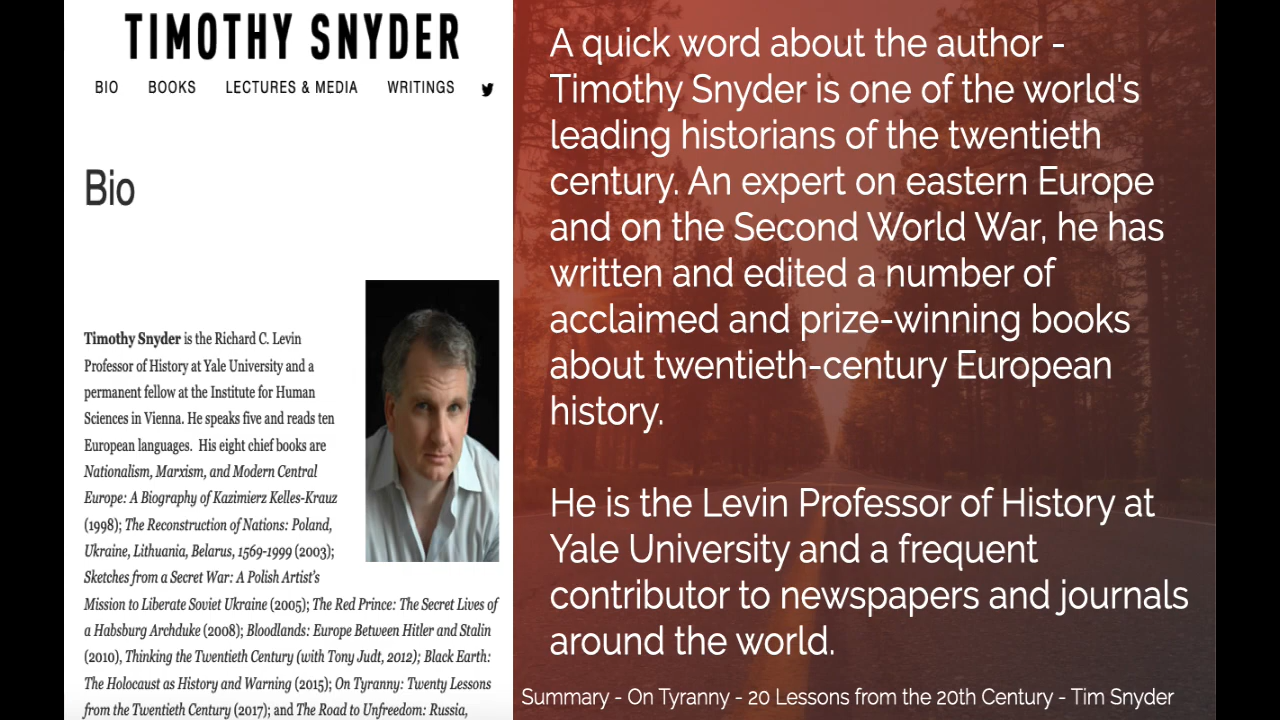 TIMOTHY SNYDER
BIO BOOKS LECTURES & MEDIA WRITINGS
Bio
Timothy Snyder is the Richard C. Levin
Professor of History at Yale University and a
permanent fellow at the Institute for Human
Sciences in Vienna. He speaks five and reads ten
European languages. His eight chief books are
Nationalism, Marxism, and Modern Central
Europe: A Biography of Kazimierz Kelles-Krauz
(1998); The Reconstruction of Nations: Poland,
Ukraine, Lithuania, Belarus, 1569-1999 (2003);
Sketches from a Secret War: A Polish Artist's
Mission to Liberate Soviet Ukraine (2005); The Red Prince: The Secret Lives of
a Habsburg Archduke (2008); Bloodlands: Europe Between Hitler and Stalin
(2010), Thinking the Twentieth Century (with Tony Judt, 2012); Black Earth:
The Holocaust as History and Warning (2015); On Tyranny: Twenty Lessons
from the Twentieth Century (2017); and The Road to Unfreedom: Russia,
A quick word about the author -
Timothy Snyder is one of the world's
leading historians of the twentieth
century. An expert on eastern Europe
and on the Second World War, he has
written and edited a number of
acclaimed and prize-winning books
about twentieth-century European
history.
He is the Levin Professor of History at
Yale University and a frequent
contributor to newspapers and journals
around the world.
Summary - On Tyranny - 20 Lessons from the 20th Century - Tim Snyder